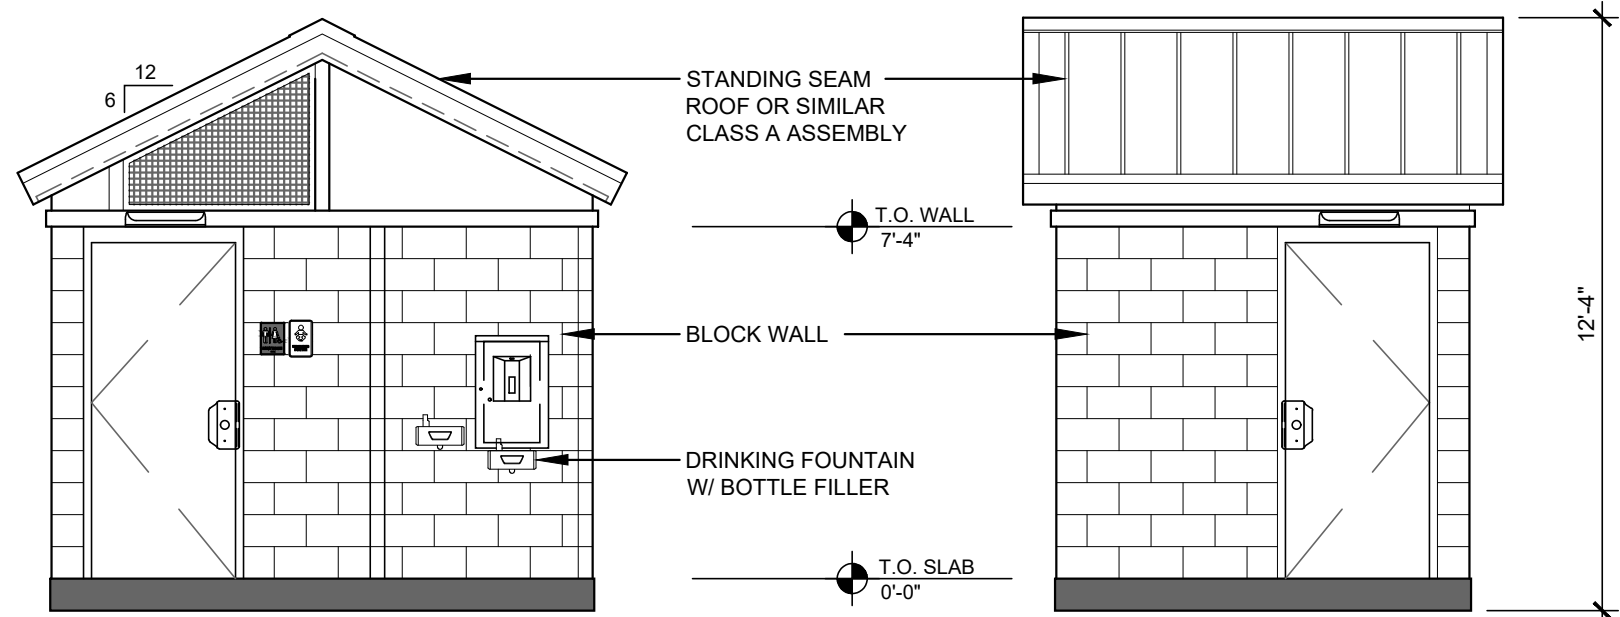 12
6
STANDING SEAM
ROOF OR SIMILAR
CLASS A ASSEMBLY
T.O. WALL
7'-4"
12'-4"
BLOCK WALL
DRINKING FOUNTAIN
W/ BOTTLE FILLER
T.O. SLAB
0'-0"